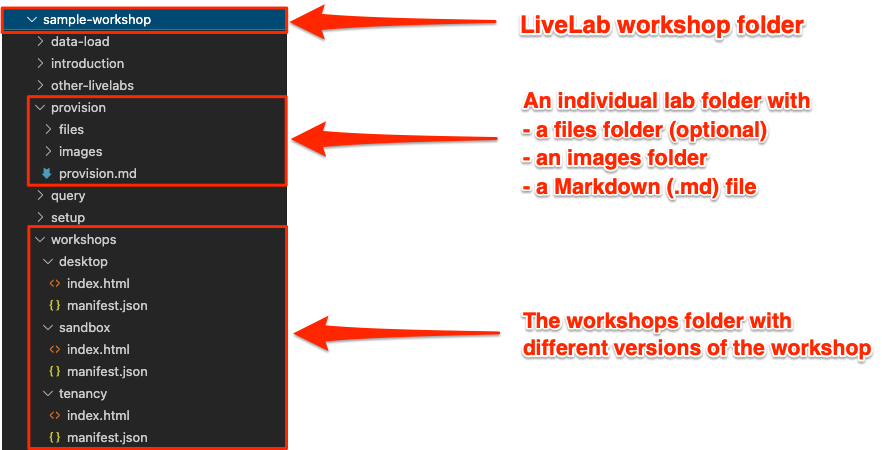 sample-workshop
data-load
introduction
other-livelabs
provision
files
images
provision.md
query
setup
workshops
desktop
index.html
manifest.json
sandbox
index.html
manifest.json
tenancy
index.html
manifest.json
LiveLab workshop folder
An individual lab folder with
- a files folder (optional)
- an images folder
- a Markdown (.md) file
The workshops folder with
different versions of the workshop